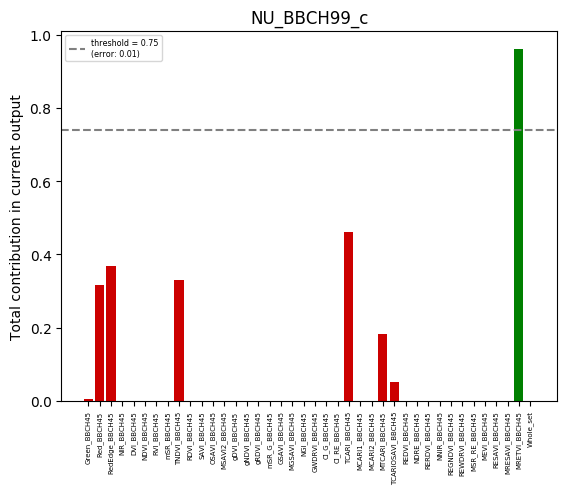 NU_BBCH99_c
threshold = 0.75
(error: 0.01)
Total contribution in current output
1.0
0.8
0.6
0.4
0.2
0.0
Green_BBCH45
Red_BBCH45
RedEdge_BBCH45
NIR_BBCH45
DVI_BBCH45
NDVI_BBCH45
RVI_BBCH45
mSR_BBCH45
TNDVI_BBCH45
RDVI_BBCH45
SAVI_BBCH45
OSAVI_BBCH45
MSAVI2_BBCH45
gDVI_BBCH45
gNDVI_BBCH45
gRDVI_BBCH45
mSR_G_BBCH45
GSAVI_BBCH45
MGSAVI_BBCH45
NGI_BBCH45
GWDRVI_BBCH45
CI_G_BBCH45
CI_RE_BBCH45
TCARI_BBCH45
MCARI1_BBCH45
MCARI2_BBCH45
MTCARI_BBCH45
TCARIOSAVI_BBCH45
REDVI_BBCH45
NDRE_BBCH45
RERDVI_BBCH45
NNIR_BBCH45
REGNDVI_BBCH45
REWDRVI_BBCH45
MSR_RE_BBCH45
MEVI_BBCH45
RESAVI_BBCH45
MRESAVI_BBCH45
MRETVI_BBCH45
Whole_set